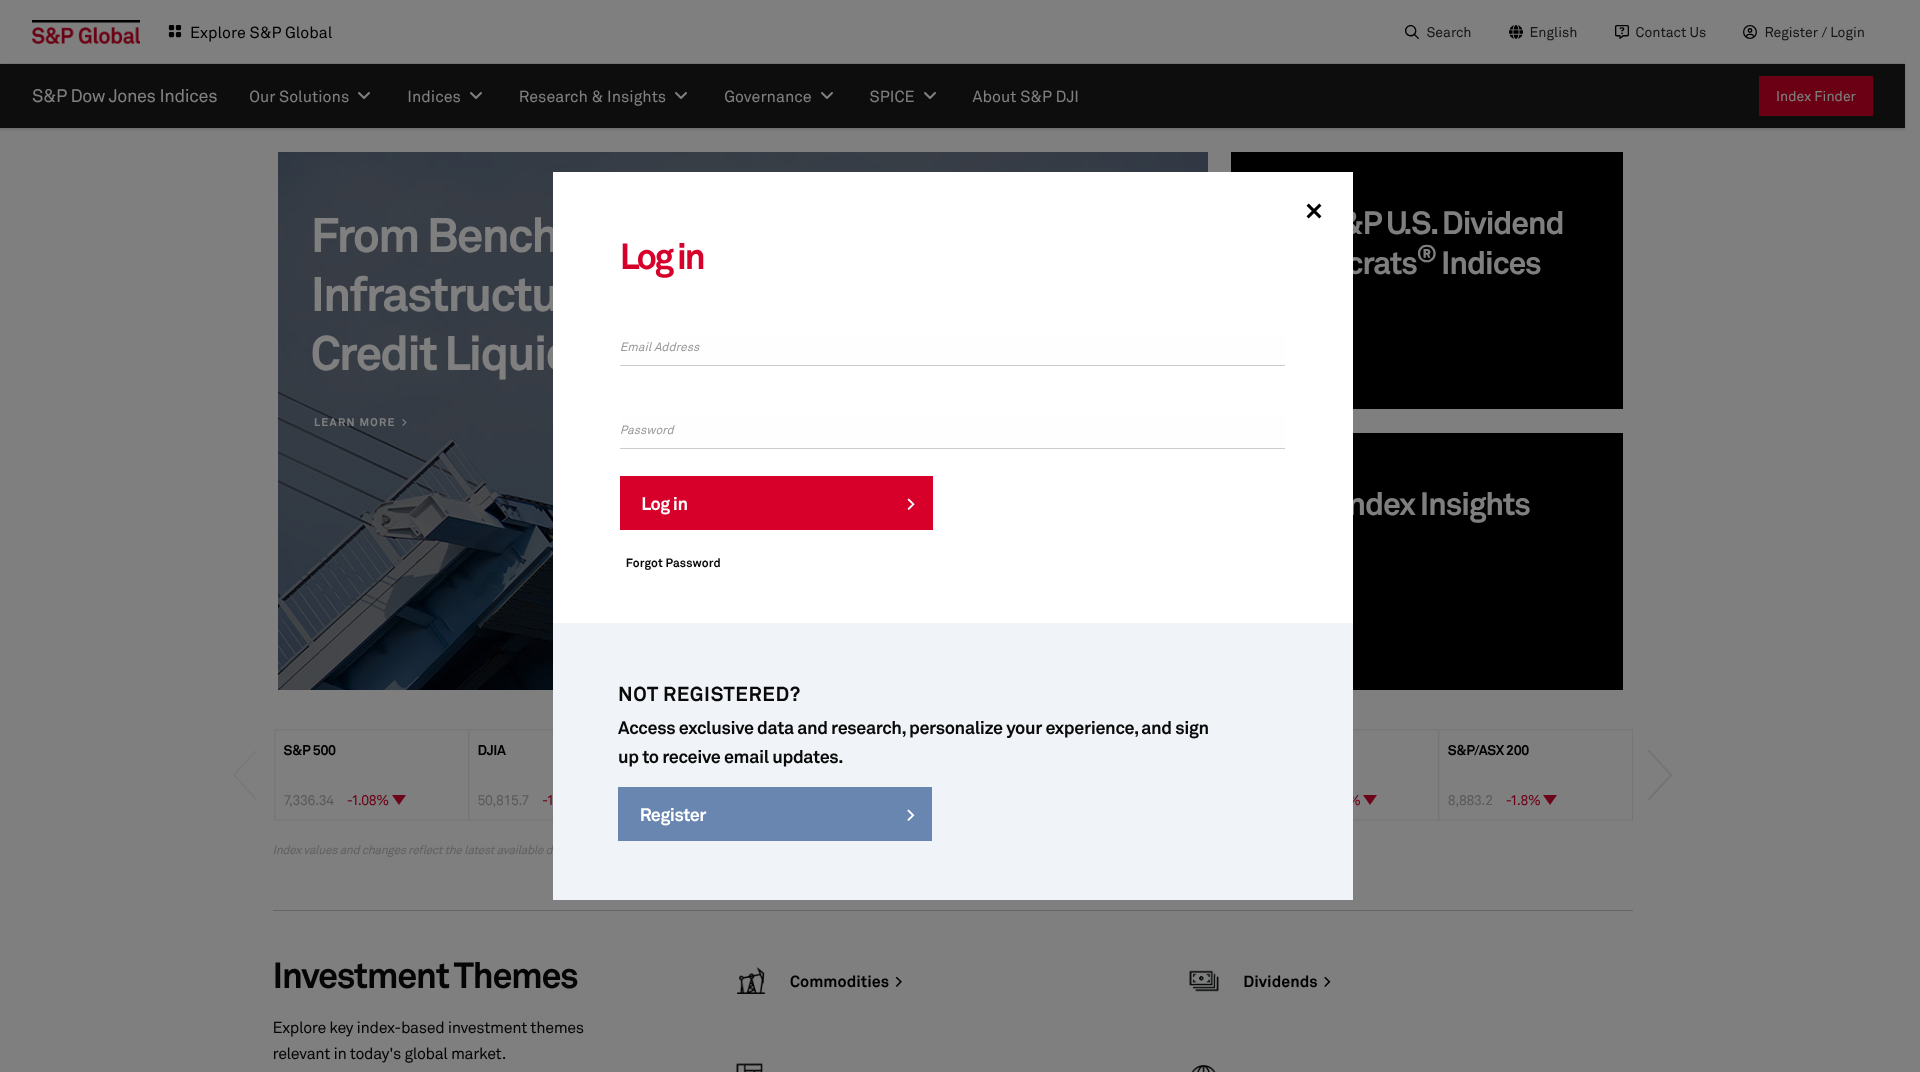 S&P Global
Explore S&P Global
Search
English
Contact Us
Register / Login
S&P Dow Jones Indices
Our Solutions
Indices
Research & Insights
Governance
SPICE
About S&P DJI
Index Finder
From Bench
Infrastructu
Credit Liqui
LEARN MORE
&P U.S. Dividend
crats® Indices
ndex Insights
Log in
Email Address
Password
Log in
Forgot Password
NOT REGISTERED?
Access exclusive data and research, personalize your experience, and sign
up to receive email updates.
Register
S&P 500
7,336.34 -1.08%
DJIA
50,815.7 -1
%
S&P/ASX 200
8,883.2 -1.8%
Index values and changes reflect the latest available d
Investment Themes
Explore key index-based investment themes
relevant in today's global market.
Commodities
Dividends